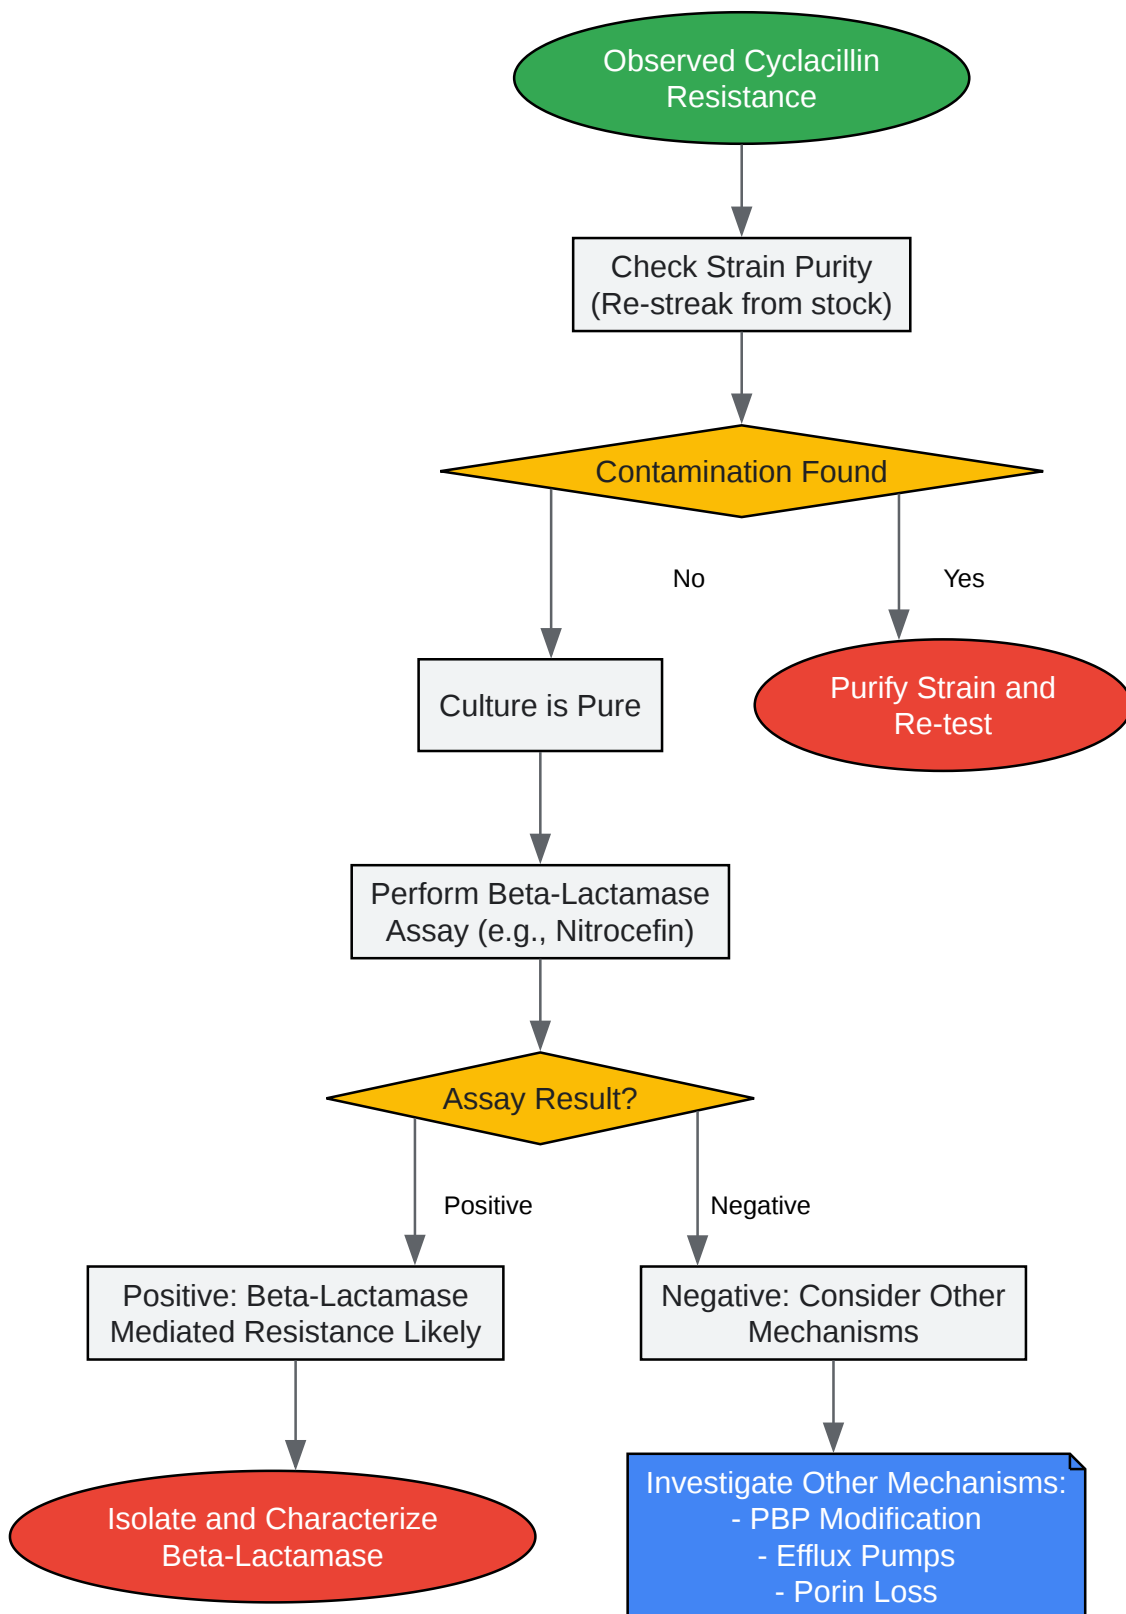 Observed Cyclacillin
Resistance
Check Strain Purity
(Re-streak from stock)
Contamination Found
No
Yes
Culture is Pure
Purify Strain and
Re-test
Perform Beta-Lactamase
Assay (e.g., Nitrocefin)
Assay Result?
Positive
Negative
Positive: Beta-Lactamase
Mediated Resistance Likely
Negative: Consider Other
Mechanisms
Isolate and Characterize
Beta-Lactamase
Investigate Other Mechanisms:
- PBP Modification
- Efflux Pumps
- Porin Loss